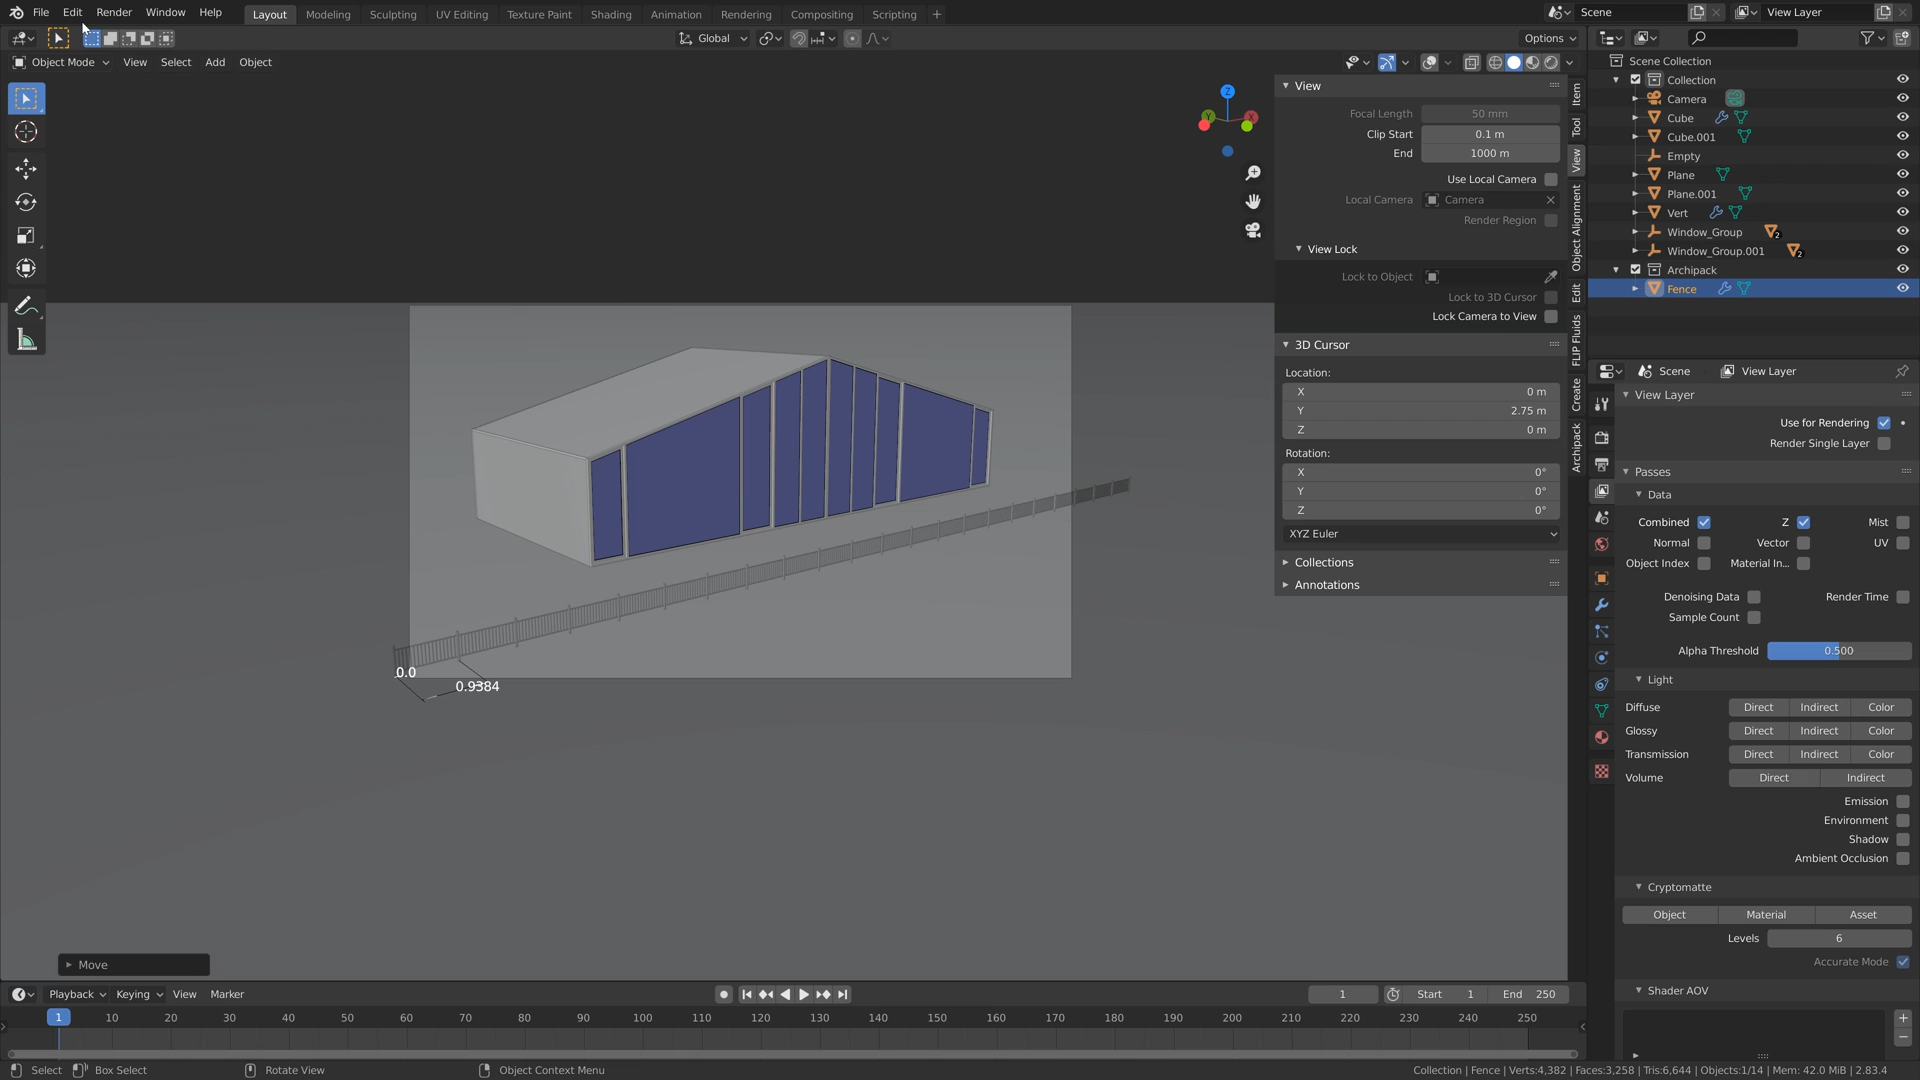 File Edit Render Window Help Layout Modeling Sculpting UV Editing Texture Paint Shading Animation Rendering Compositing Scripting + Scene View Layer
Global Options
Object Mode View Select Add Object
Z
Y
X
View
Focal Length 50 mm
Clip Start 0.1 m
End 1000 m
Use Local Camera
Local Camera Camera
Render Region
View Lock
Lock to Object
Lock to 3D Cursor
Lock Camera to View
3D Cursor
Location:
X 0 m
Y 2.75 m
Z 0 m
Rotation:
X 0°
Y 0°
Z 0°
XYZ Euler
Collections
Annotations
Item
Tool
View
Object Alignment
Edit
FLIP Fluids
Create
Archipack
0.0
0.9384
Move
Scene Collection
Collection
Camera
Cube
Cube.001
Empty
Plane
Plane.001
Vert
Window_Group 2
Window_Group.001 2
Archipack
Fence
Scene View Layer
View Layer
Use for Rendering
Render Single Layer
Passes
Data
Combined Z Mist
Normal Vector UV
Object Index Material In...
Denoising Data Render Time
Sample Count
Alpha Threshold 0.500
Light
Diffuse Direct Indirect Color
Glossy Direct Indirect Color
Transmission Direct Indirect Color
Volume Direct Indirect
Emission
Environment
Shadow
Ambient Occlusion
Cryptomatte
Object Material Asset
Levels 6
Accurate Mode
Shader AOV
Playback Keying View Marker 1 Start 1 End 250
1 10 20 30 40 50 60 70 80 90 100 110 120 130 140 150 160 170 180 190 200 210 220 230 240 250
Select Box Select Rotate View Object Context Menu Collection | Fence | Verts:4,382 | Faces:3,258 | Tris:6,644 | Objects:1/14 | Mem: 42.0 MiB | 2.83.4